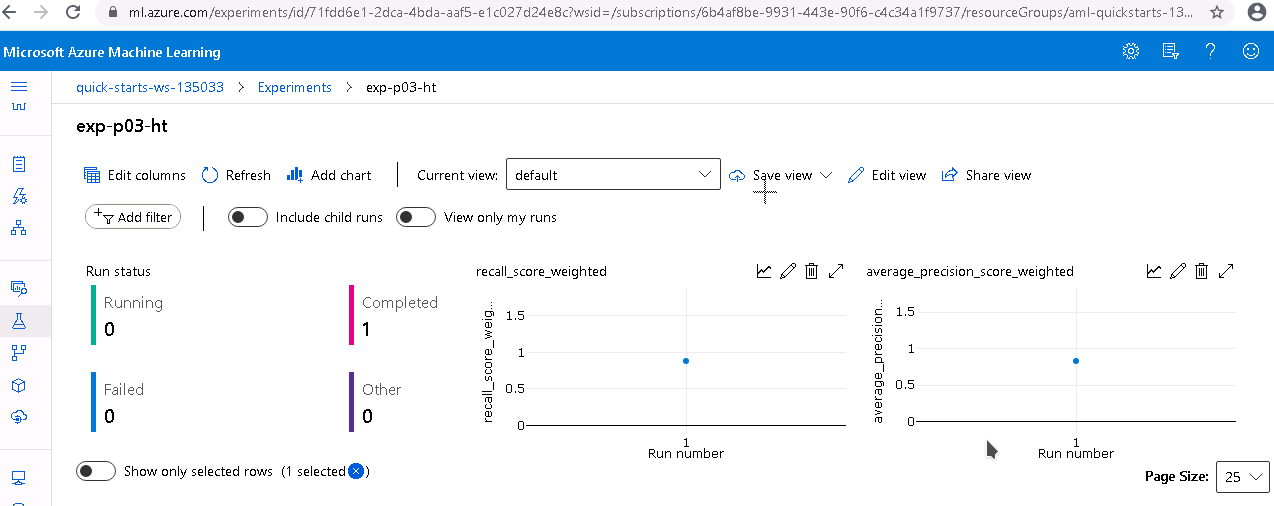 ml.azure.com/experiments/id/71fdd6e1-2dca-4bda-aaf5-e1c027d24e8c?wsid=/subscriptions/6b4af8be-9931-443e-90f6-c4c34a1f9737/resourceGroups/aml-quickstarts-13...
Microsoft Azure Machine Learning
quick-starts-ws-135033 > Experiments > exp-p03-ht
exp-p03-ht
Edit columns Refresh Add chart Current view: default Save view Edit view Share view
Add filter Include child runs View only my runs
Run status
Running
0
Completed
1
Failed
0
Other
0
recall_score_weighted
recall_score_weig...
1.5
1
0.5
0
1
Run number
average_precision_score_weighted
average_precision...
1.5
1
0.5
0
1
Run number
Show only selected rows (1 selected )
Page Size: 25